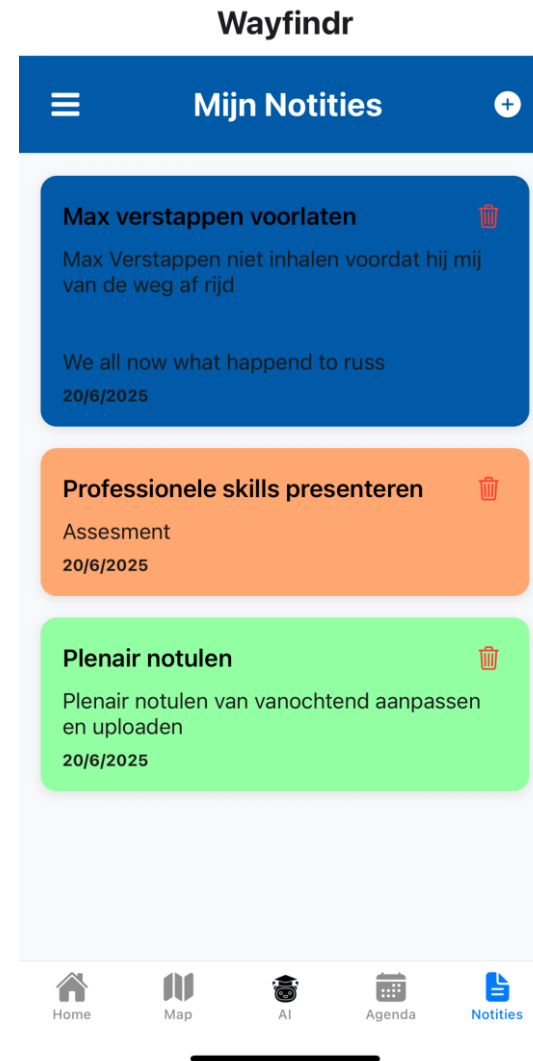 Wayfindr
Mijn Notities
Max verstappen voorlaten
Max Verstappen niet inhalen voordat hij mij
van de weg af rijd
We all now what happend to russ
20/6/2025
Professionele skills presenteren
Assesment
20/6/2025
Plenair notulen
Plenair notulen van vanochtend aanpassen
en uploaden
20/6/2025
Home Map AI Agenda Notities